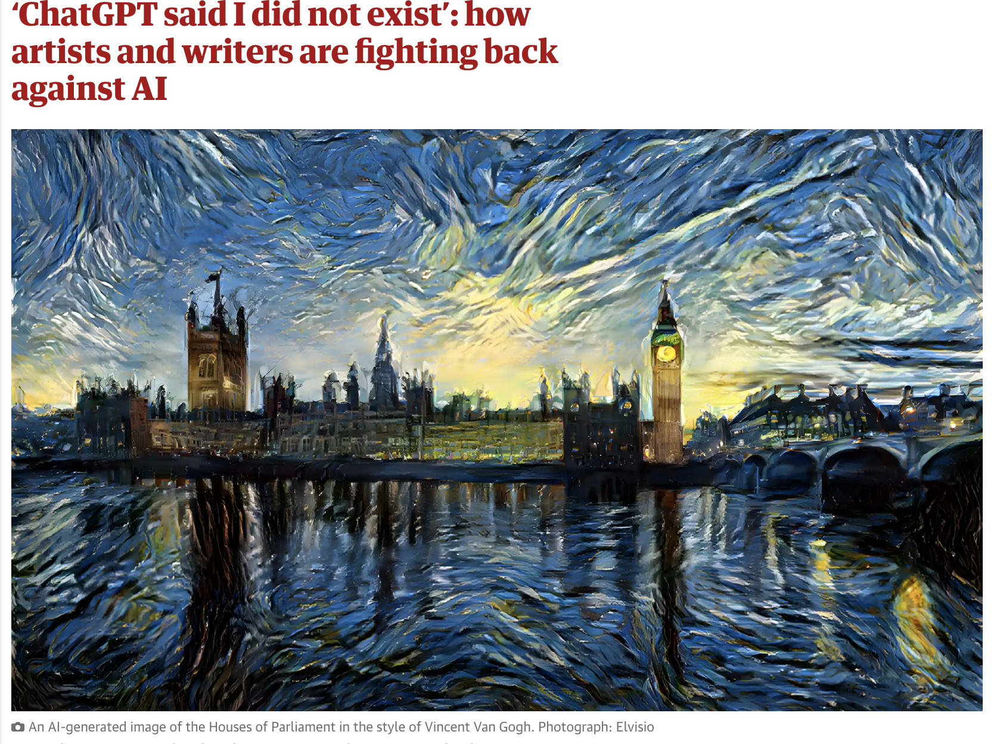 ‘ChatGPT said I did not exist’: how
artists and writers are fighting back
against AI
An AI-generated image of the Houses of Parliament in the style of Vincent Van Gogh. Photograph: Elvisio